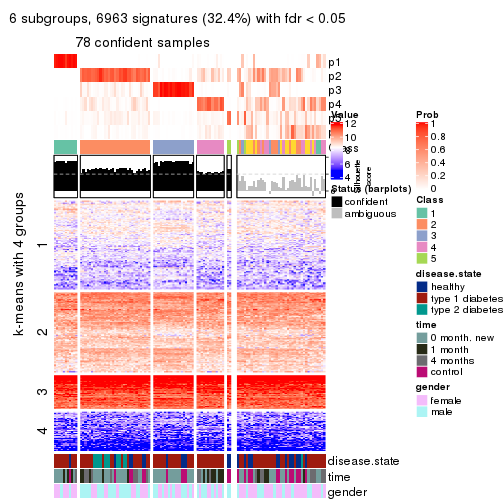 6 subgroups, 6963 signatures (32.4%) with fdr < 0.05
78 confident samples
p1
p2
p3
p4
Value
12
10
6
4
Status (barplots)
confident
ambiguous
Silhouette
score
Prob
1
0.8
0.6
0.4
0.2
0
Class
1
2
3
4
5
disease.state
healthy
type 1 diabetes
type 2 diabetes
time
0 month. new
1 month
4 months
control
gender
female
male
k-means with 4 groups
1
2
3
4
disease.state
time
gender